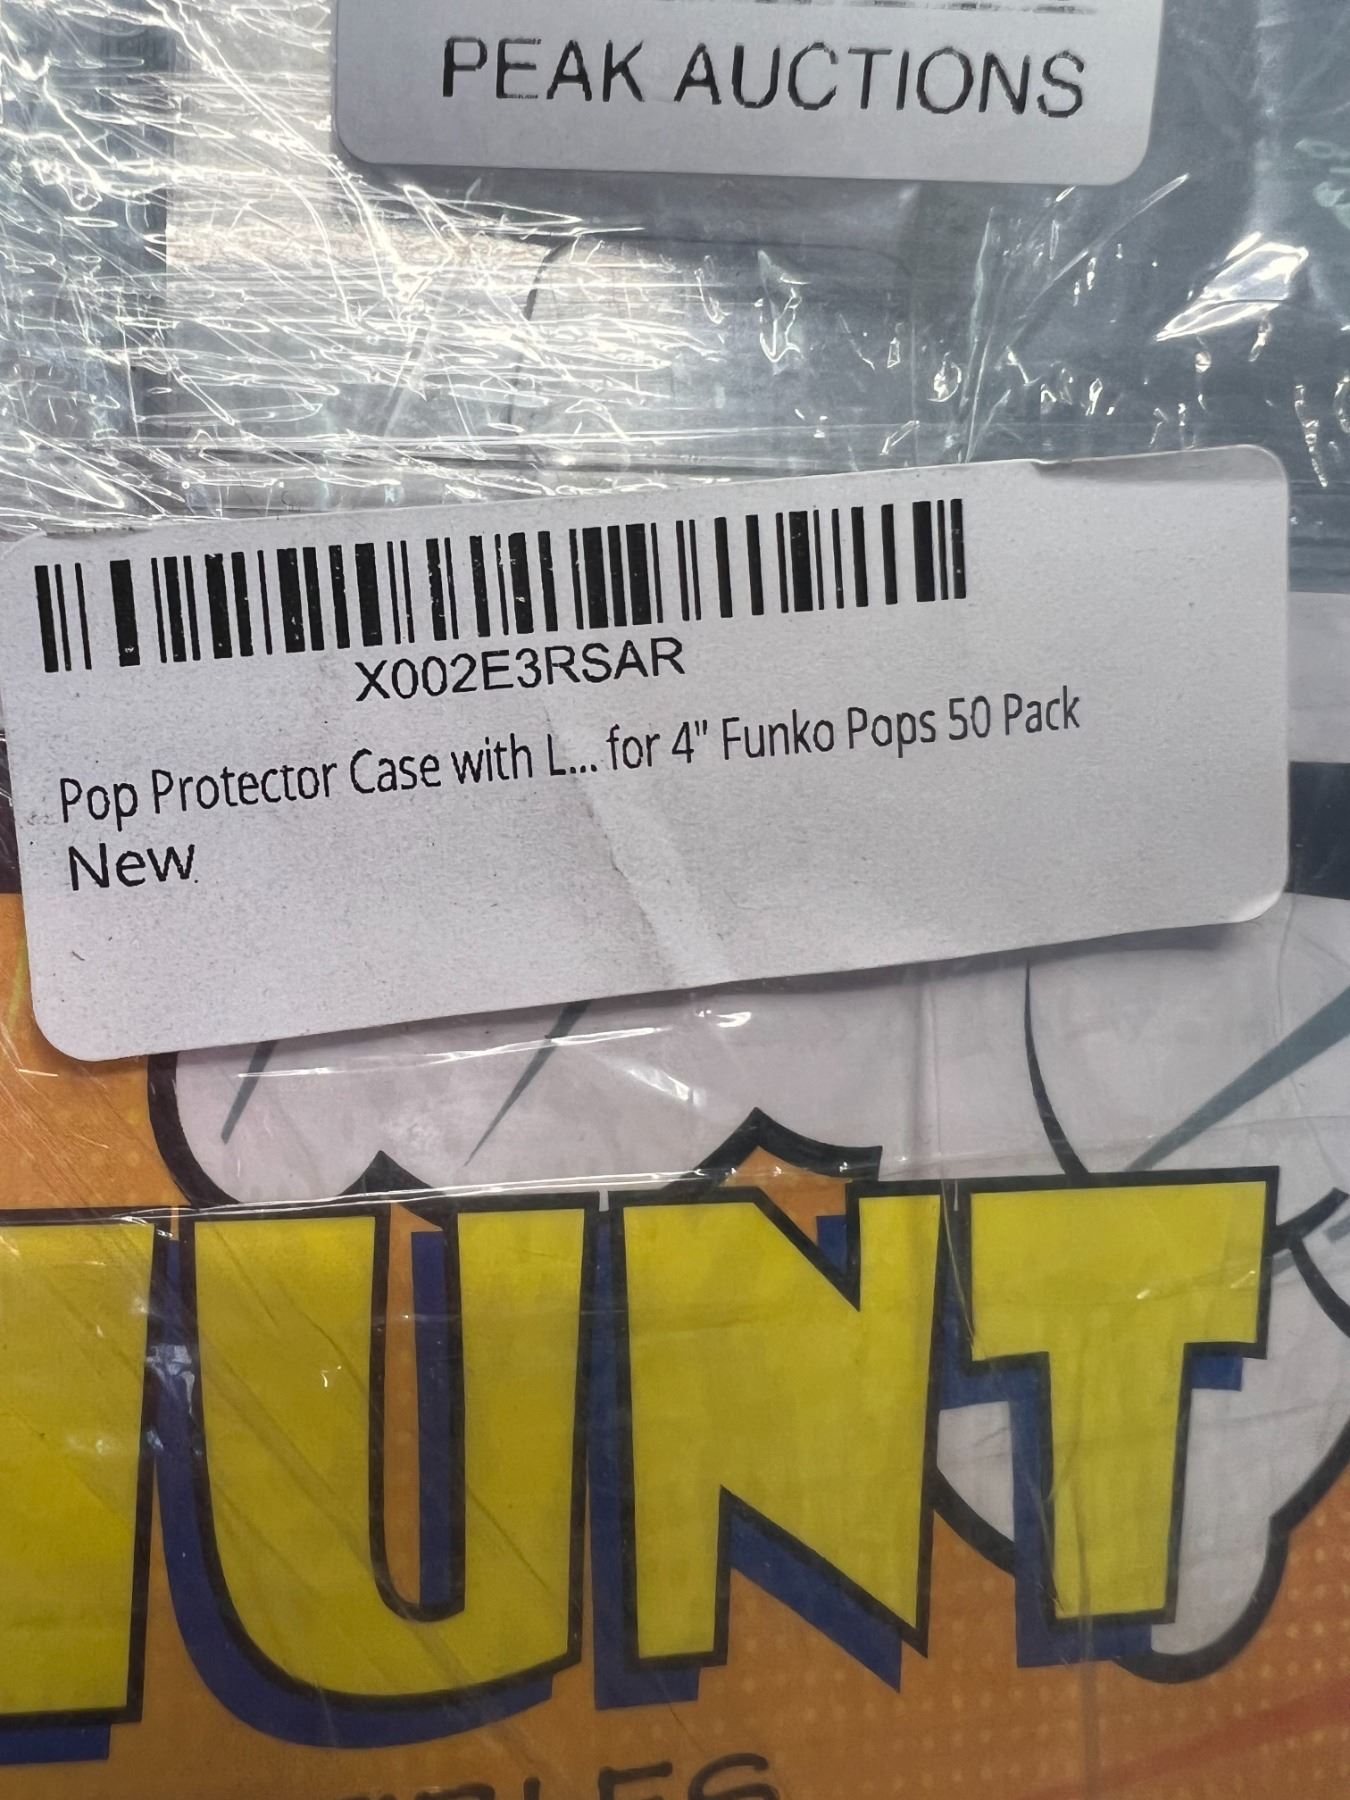 PEAK AUCTIONS
X002E3RSAR
Pop Protector Case with L... for 4" Funko Pops 50 Pack
New
UNT